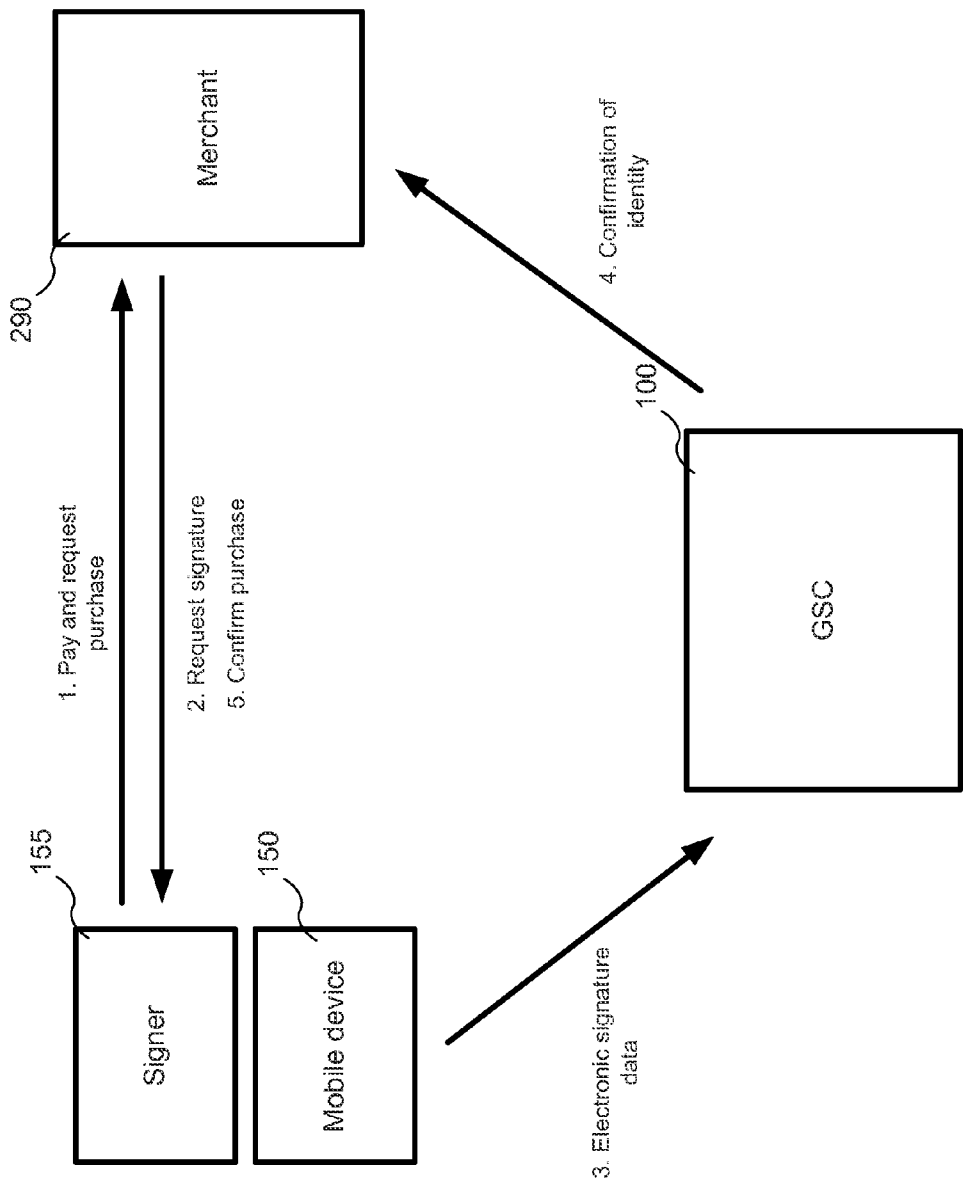 155
Signer
150
Mobile device
1. Pay and request
purchase
2. Request signature
5. Confirm purchase
290
Merchant
3. Electronic signature
data
100
GSC
4. Confirmation of
identity